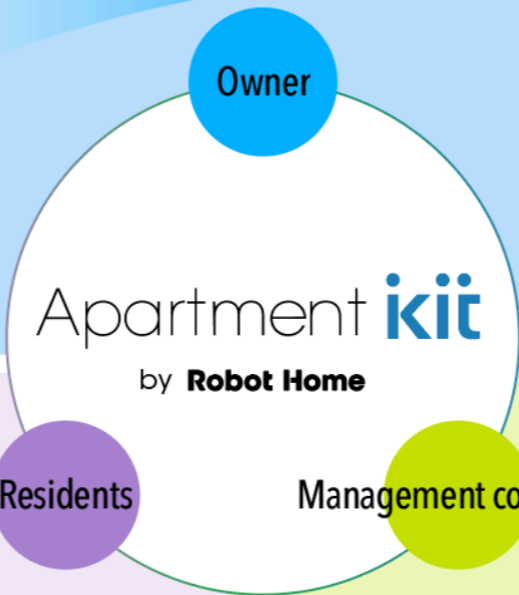 Owner
Apartment kit
by Robot Home
Residents
Management co